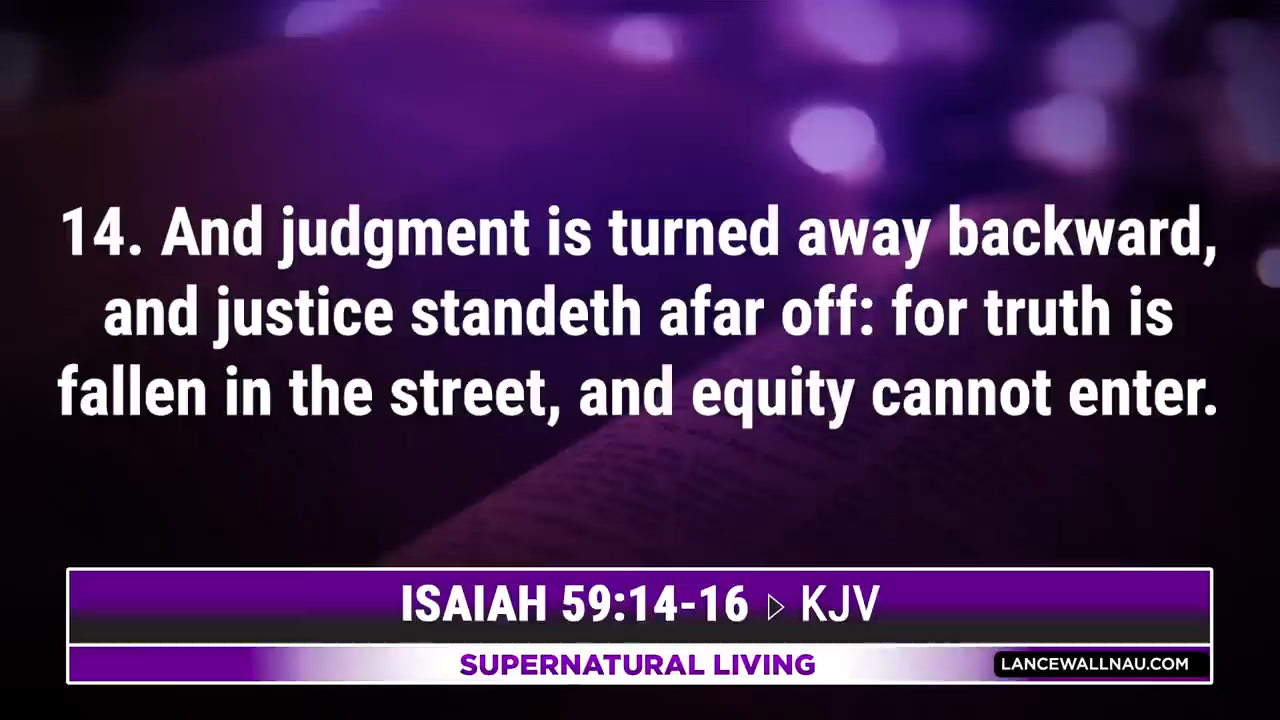 14. And judgment is turned away backward,
and justice standeth afar off: for truth is
fallen in the street, and equity cannot enter.
ISAIAH 59:14-16 ▷ KJV
SUPERNATURAL LIVING
LANCEWALLNAU.COM